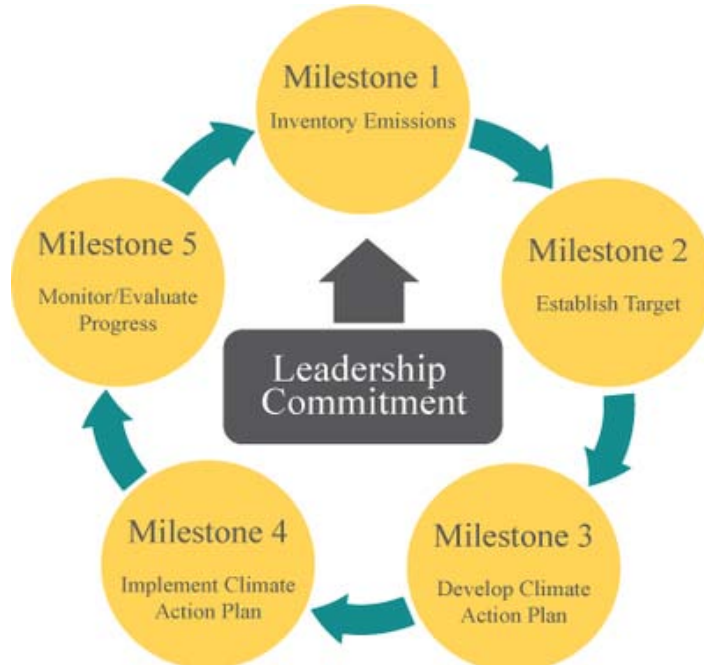 Milestone 1
Inventory Emissions
Milestone 2
Establish Target
Milestone 3
Develop Climate
Action Plan
Milestone 4
Implement Climate
Action Plan
Milestone 5
Monitor/Evaluate
Progress
Leadership
Commitment